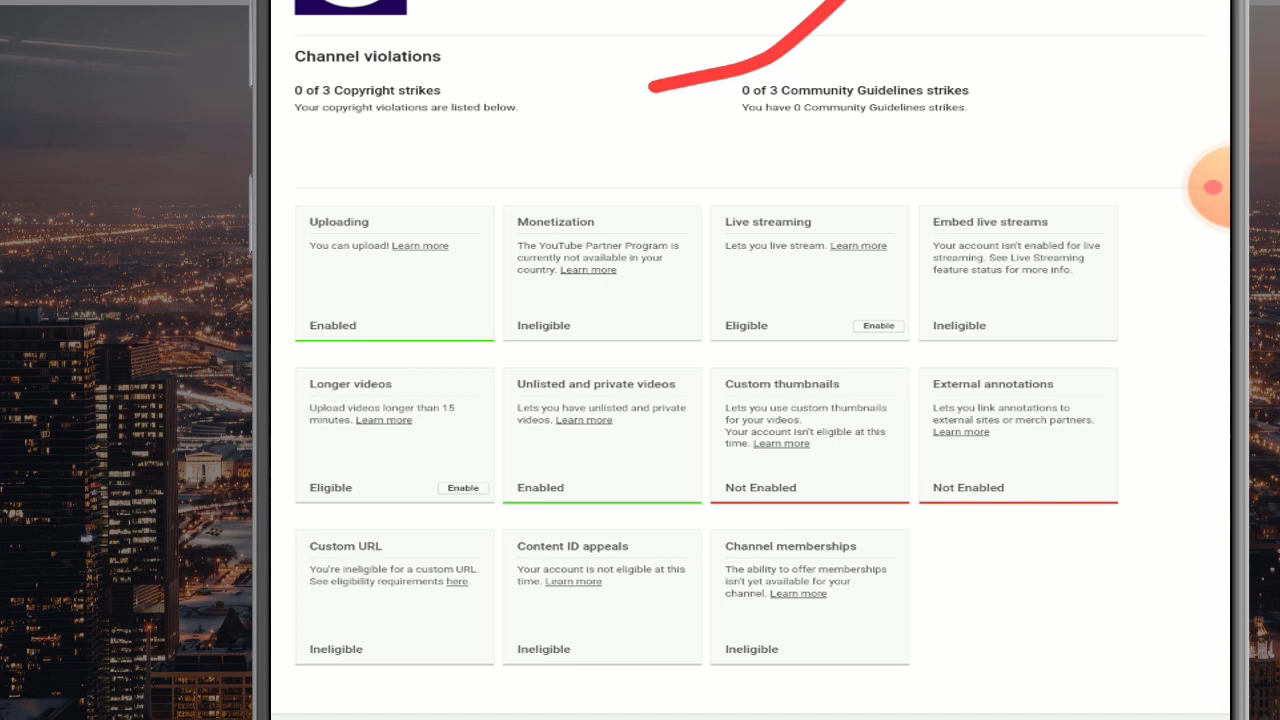 Channel violations
0 of 3 Copyright strikes
Your copyright violations are listed below.
0 of 3 Community Guidelines strikes
You have 0 Community Guidelines strikes.
Uploading
You can upload! Learn more
Enabled
Monetization
The YouTube Partner Program is
currently not available in your
country. Learn more
Ineligible
Live streaming
Lets you live stream. Learn more
Eligible
Enable
Embed live streams
Your account isn't enabled for live
streaming. See Live Streaming
feature status for more info.
Ineligible
Longer videos
Upload videos longer than 15
minutes. Learn more
Eligible
Enable
Unlisted and private videos
Lets you have unlisted and private
videos. Learn more
Enabled
Custom thumbnails
Lets you use custom thumbnails
for your videos.
Your account isn't eligible at this
time. Learn more
Not Enabled
External annotations
Lets you link annotations to
external sites or merch partners.
Learn more
Not Enabled
Custom URL
You're ineligible for a custom URL.
See eligibility requirements here.
Ineligible
Content ID appeals
Your account is not eligible at this
time. Learn more
Ineligible
Channel memberships
The ability to offer memberships
isn't yet available for your
channel. Learn more
Ineligible